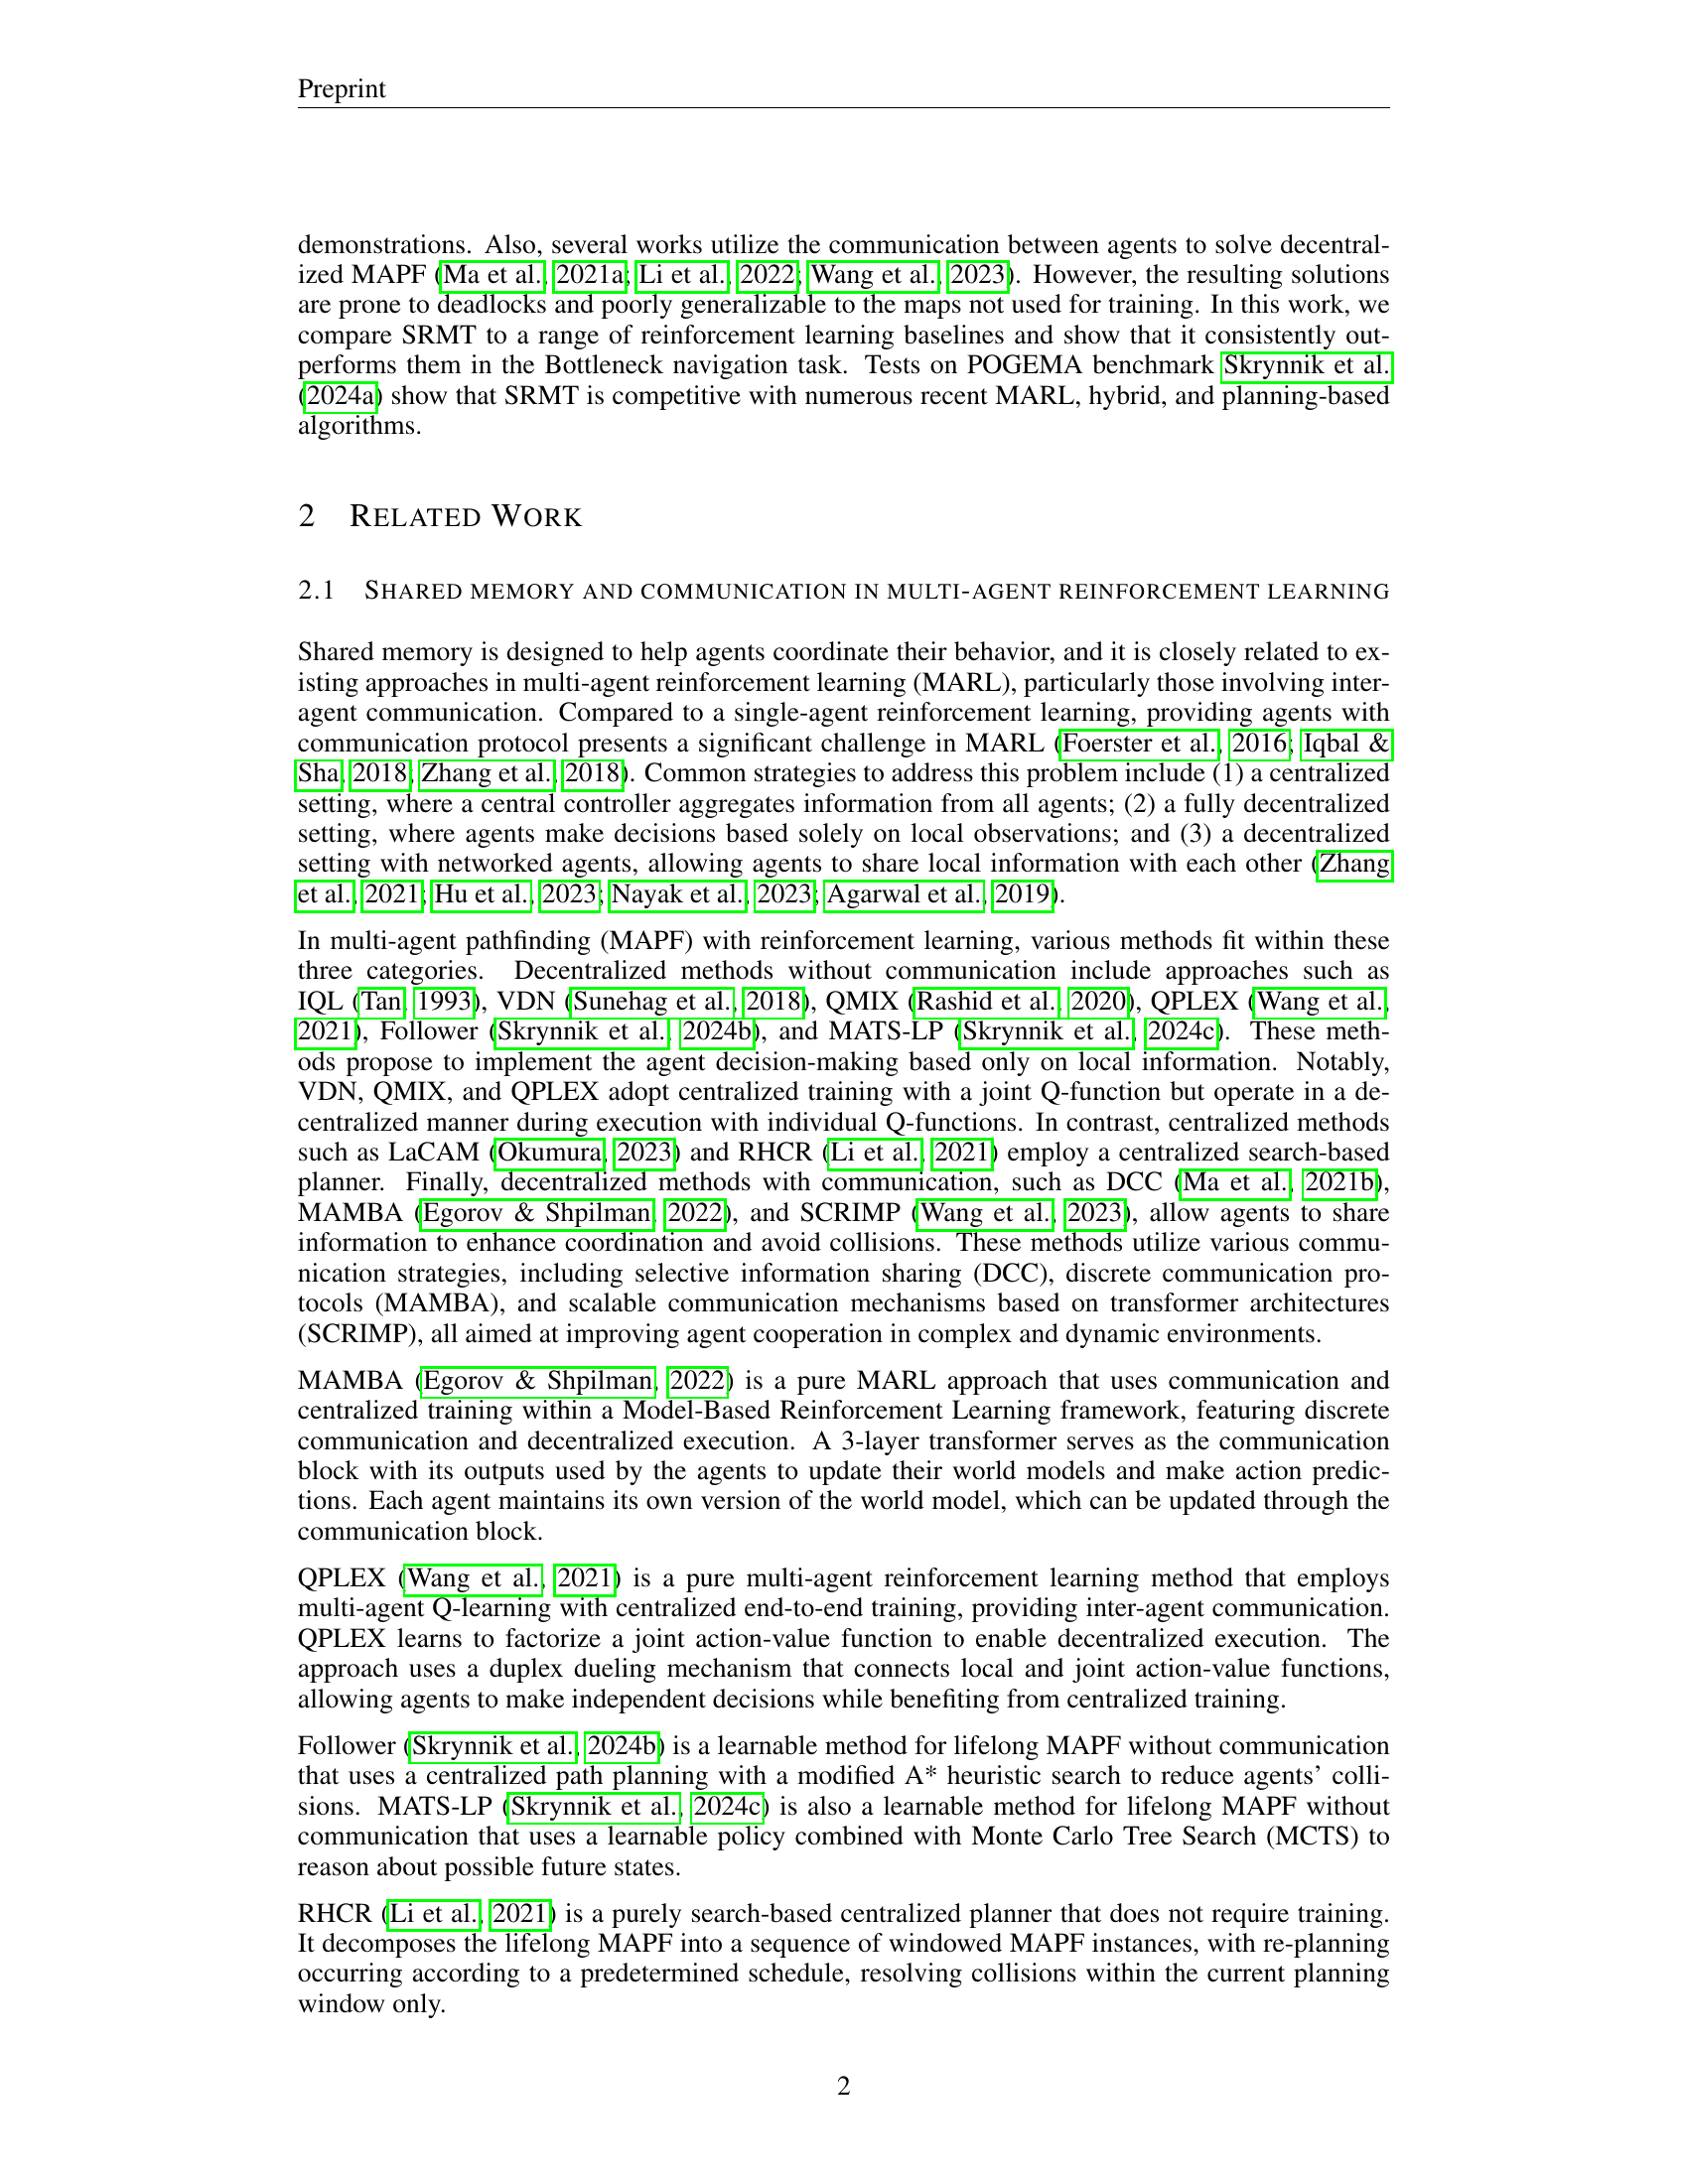 Preprint
demonstrations. Also, several works utilize the communication between agents to solve decentral-
ized MAPF (Ma et al., 2021a; Li et al., 2022; Wang et al., 2023). However, the resulting solutions
are prone to deadlocks and poorly generalizable to the maps not used for training. In this work, we
compare SRMT to a range of reinforcement learning baselines and show that it consistently out-
performs them in the Bottleneck navigation task. Tests on POGEMA benchmark Skrynnik et al.
(2024a) show that SRMT is competitive with numerous recent MARL, hybrid, and planning-based
algorithms.
2 RELATED WORK
2.1 SHARED MEMORY AND COMMUNICATION IN MULTI-AGENT REINFORCEMENT LEARNING
Shared memory is designed to help agents coordinate their behavior, and it is closely related to ex-
isting approaches in multi-agent reinforcement learning (MARL), particularly those involving inter-
agent communication. Compared to a single-agent reinforcement learning, providing agents with
communication protocol presents a significant challenge in MARL (Foerster et al., 2016; Iqbal &
Sha, 2018; Zhang et al., 2018). Common strategies to address this problem include (1) a centralized
setting, where a central controller aggregates information from all agents; (2) a fully decentralized
setting, where agents make decisions based solely on local observations; and (3) a decentralized
setting with networked agents, allowing agents to share local information with each other (Zhang
et al., 2021; Hu et al., 2023; Nayak et al., 2023; Agarwal et al., 2019).
In multi-agent pathfinding (MAPF) with reinforcement learning, various methods fit within these
three categories. Decentralized methods without communication include approaches such as
IQL (Tan, 1993), VDN (Sunehag et al., 2018), QMIX (Rashid et al., 2020), QPLEX (Wang et al.,
2021), Follower (Skrynnik et al., 2024b), and MATS-LP (Skrynnik et al., 2024c). These meth-
ods propose to implement the agent decision-making based only on local information. Notably,
VDN, QMIX, and QPLEX adopt centralized training with a joint Q-function but operate in a de-
centralized manner during execution with individual Q-functions. In contrast, centralized methods
such as LaCAM (Okumura, 2023) and RHCR (Li et al., 2021) employ a centralized search-based
planner. Finally, decentralized methods with communication, such as DCC (Ma et al., 2021b),
MAMBA (Egorov & Shpilman, 2022), and SCRIMP (Wang et al., 2023), allow agents to share
information to enhance coordination and avoid collisions. These methods utilize various commu-
nication strategies, including selective information sharing (DCC), discrete communication pro-
tocols (MAMBA), and scalable communication mechanisms based on transformer architectures
(SCRIMP), all aimed at improving agent cooperation in complex and dynamic environments.
MAMBA (Egorov & Shpilman, 2022) is a pure MARL approach that uses communication and
centralized training within a Model-Based Reinforcement Learning framework, featuring discrete
communication and decentralized execution. A 3-layer transformer serves as the communication
block with its outputs used by the agents to update their world models and make action predic-
tions. Each agent maintains its own version of the world model, which can be updated through the
communication block.
QPLEX (Wang et al., 2021) is a pure multi-agent reinforcement learning method that employs
multi-agent Q-learning with centralized end-to-end training, providing inter-agent communication.
QPLEX learns to factorize a joint action-value function to enable decentralized execution. The
approach uses a duplex dueling mechanism that connects local and joint action-value functions,
allowing agents to make independent decisions while benefiting from centralized training.
Follower (Skrynnik et al., 2024b) is a learnable method for lifelong MAPF without communication
that uses a centralized path planning with a modified A* heuristic search to reduce agents' colli-
sions. MATS-LP (Skrynnik et al., 2024c) is also a learnable method for lifelong MAPF without
communication that uses a learnable policy combined with Monte Carlo Tree Search (MCTS) to
reason about possible future states.
RHCR (Li et al., 2021) is a purely search-based centralized planner that does not require training.
It decomposes the lifelong MAPF into a sequence of windowed MAPF instances, with re-planning
occurring according to a predetermined schedule, resolving collisions within the current planning
window only.
2